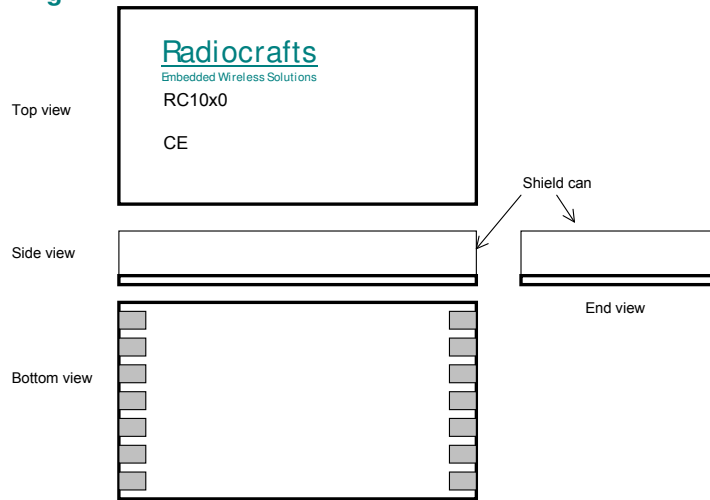 Radiocrafts
Embedded Wireless Solutions
RC10x0
Top view
CE
Shield can
Side view
End view
Bottom view